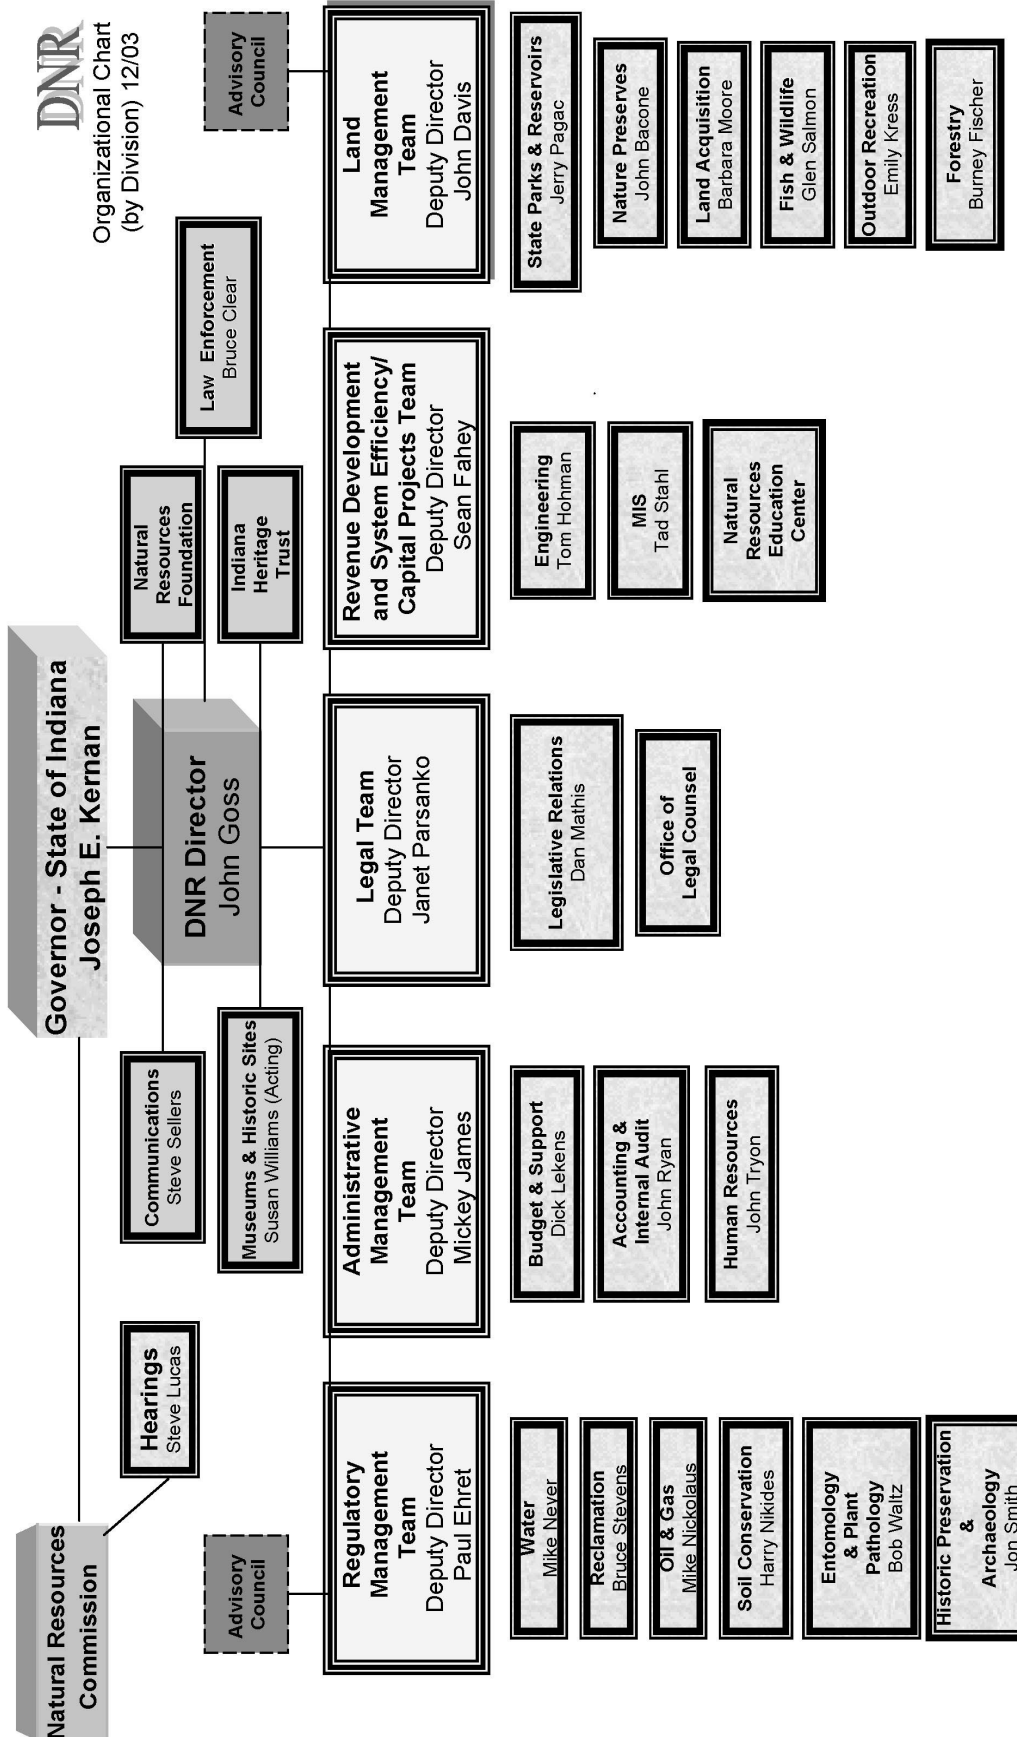 DNR
Organizational Chart
(by Division) 12/03
Governor - State of Indiana
Joseph E. Kernan
Natural Resources
Commission
Hearings
Steve Lucas
DNR Director
John Goss
Communications
Steve Sellers
Museums & Historic Sites
Susan Williams (Acting)
Natural
Resources
Foundation
Indiana
Heritage
Trust
Law Enforcement
Bruce Clear
Advisory
Council
Advisory
Council
Regulatory
Management
Team
Deputy Director
Paul Ehret
Administrative
Management
Team
Deputy Director
Mickey James
Legal Team
Deputy Director
Janet Parsanko
Revenue Development
and System Efficiency/
Capital Projects Team
Deputy Director
Sean Fahey
Land
Management
Team
Deputy Director
John Davis
Water
Mike Neyer
Reclamation
Bruce Stevens
Oil & Gas
Mike Nickolaus
Soil Conservation
Harry Nikides
Entomology
& Plant
Pathology
Bob Waltz
Historic Preservation
&
Archaeology
Jon Smith
Budget & Support
Dick Lekens
Accounting &
Internal Audit
John Ryan
Human Resources
John Tryon
Legislative Relations
Dan Mathis
Office of
Legal Counsel
Engineering
Tom Hohman
MIS
Tad Stahl
Natural
Resources
Education
Center
State Parks & Reservoirs
Jerry Pagac
Nature Preserves
John Bacone
Land Acquisition
Barbara Moore
Fish & Wildlife
Glen Salmon
Outdoor Recreation
Emily Kress
Forestry
Burney Fischer